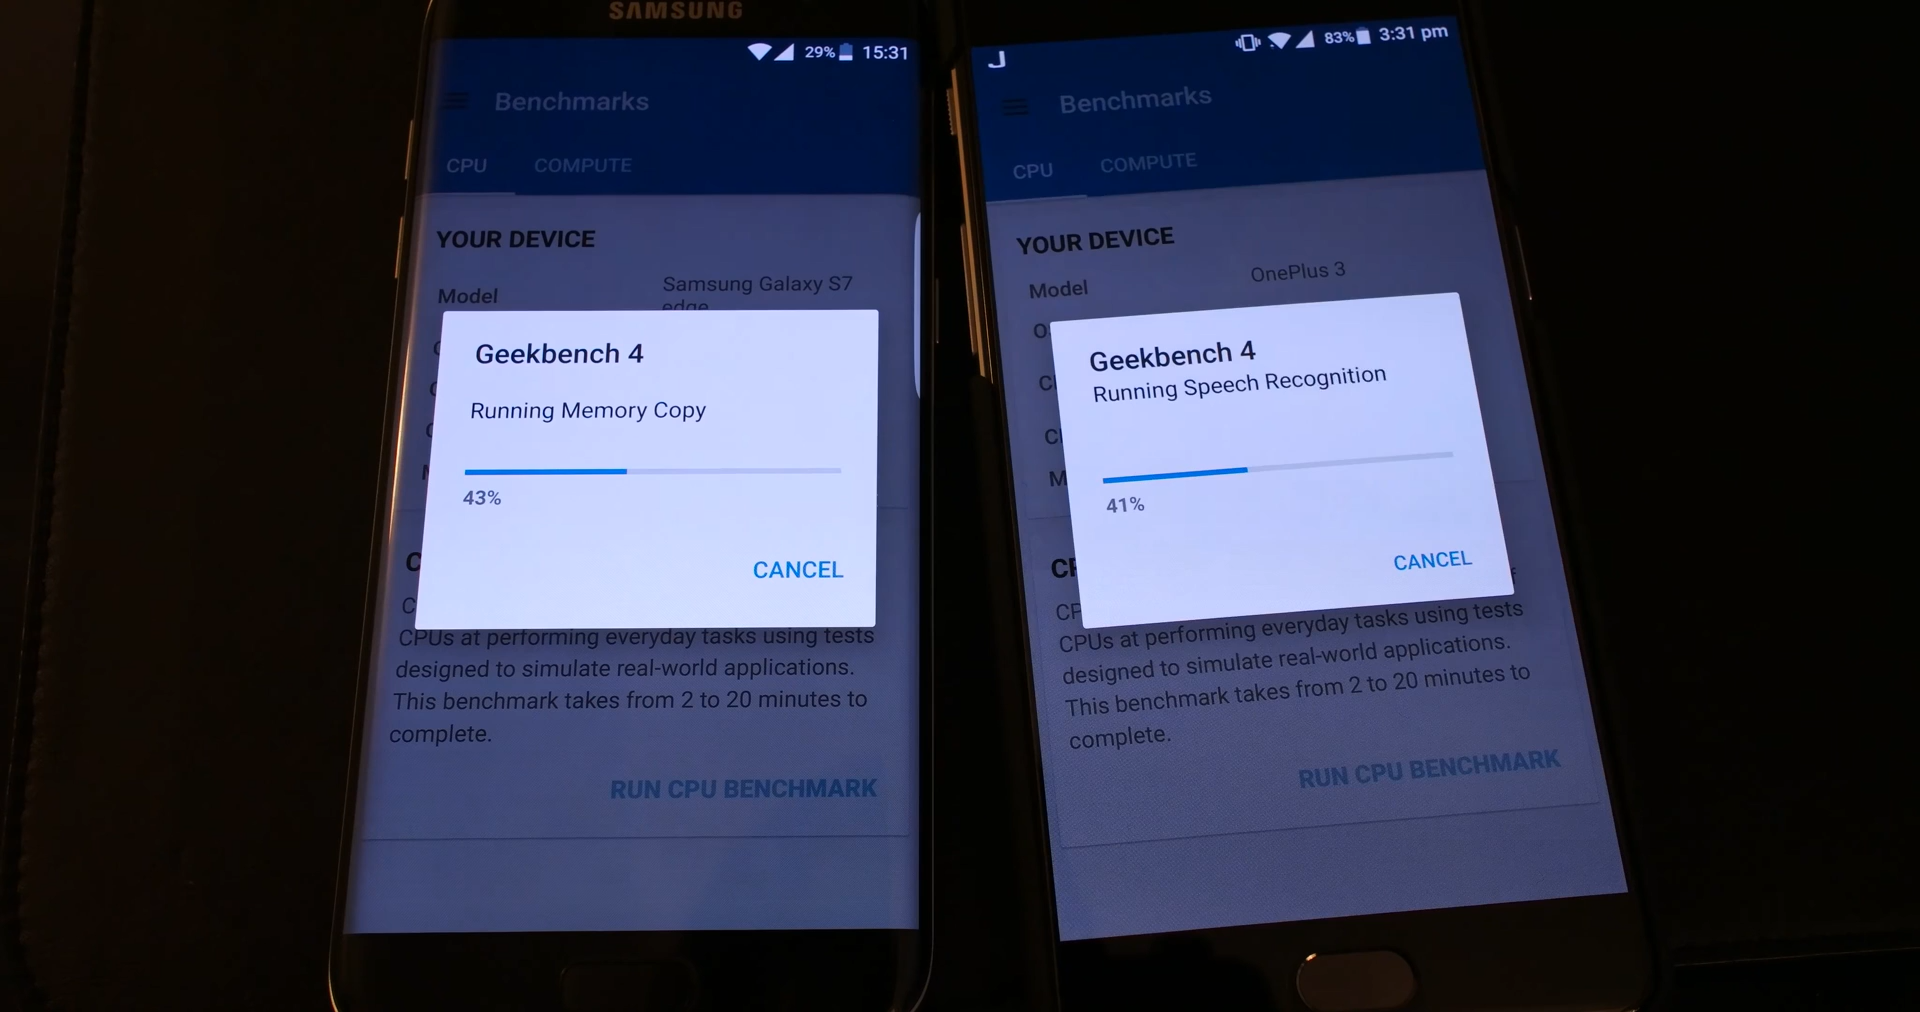 SAMSUNG
29% 15:31
Benchmarks
CPU COMPUTE
YOUR DEVICE
Model Samsung Galaxy S7
edge
Geekbench 4
Running Memory Copy
43%
CANCEL
CPUs at performing everyday tasks using tests
designed to simulate real-world applications.
This benchmark takes from 2 to 20 minutes to
complete.
RUN CPU BENCHMARK
83% 3:31 pm
Benchmarks
CPU COMPUTE
YOUR DEVICE
Model OnePlus 3
Geekbench 4
Running Speech Recognition
41%
CANCEL
CPUs at performing everyday tasks using tests
designed to simulate real-world applications.
This benchmark takes from 2 to 20 minutes to
complete.
RUN CPU BENCHMARK